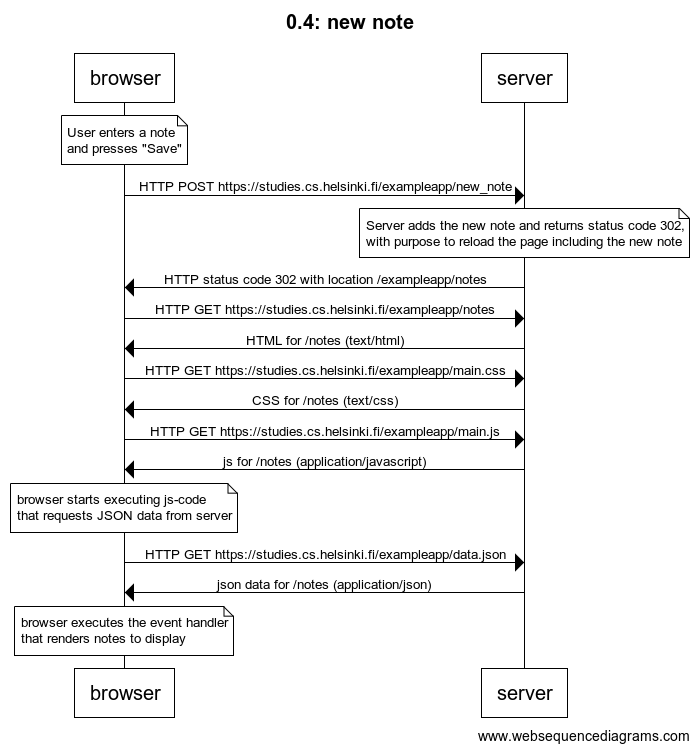 0.4: new note
browser
server
User enters a note
and presses "Save"
HTTP POST https://studies.cs.helsinki.fi/exampleapp/new_note
Server adds the new note and returns status code 302,
with purpose to reload the page including the new note
HTTP status code 302 with location /exampleapp/notes
HTTP GET https://studies.cs.helsinki.fi/exampleapp/notes
HTML for /notes (text/html)
HTTP GET https://studies.cs.helsinki.fi/exampleapp/main.css
CSS for /notes (text/css)
HTTP GET https://studies.cs.helsinki.fi/exampleapp/main.js
js for /notes (application/javascript)
browser starts executing js-code
that requests JSON data from server
HTTP GET https://studies.cs.helsinki.fi/exampleapp/data.json
json data for /notes (application/json)
browser executes the event handler
that renders notes to display
browser
server
www.websequencediagrams.com